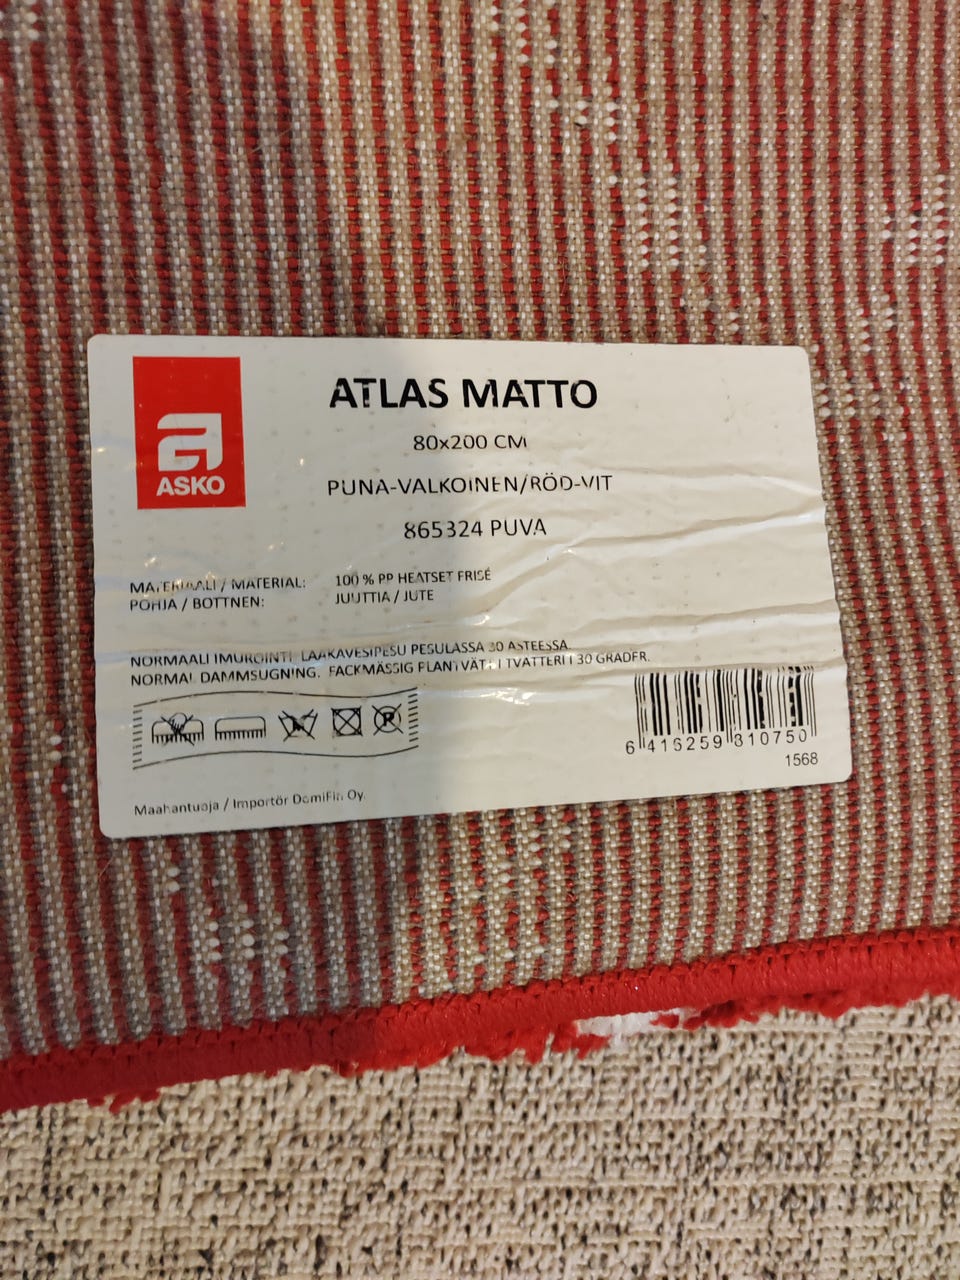 ATLAS MATTO
80x200 CM
PUNA-VALKOINEN/RÖD-VIT
865324 PUVA
a
ASKO
MATERIAALI / MATERIAL: 100 % PP HEATSET FRISÉ
POHJA / BOTTNEN: JUUTTIA / JUTE
NORMAALI IMUROINTI. LAAKAVESIPESU PESULASSA 30 ASTEESSA.
NORMAL DAMMSUGNING. FACKMÄSSIG PLANTVÄTT I TVÄTTERI I 30 GRADER.
P
6 416259 810750
1568
Maahantuoja / Importör DomiFin Oy.